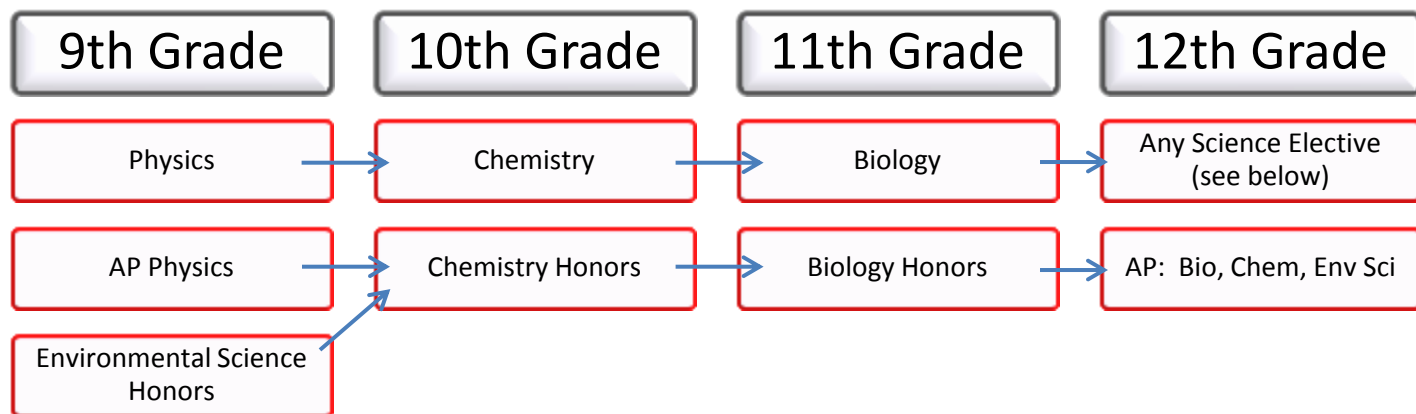 9th Grade
10th Grade
11th Grade
12th Grade
Physics
Chemistry
Biology
Any Science Elective
(see below)
AP Physics
Chemistry Honors
Biology Honors
AP:  Bio, Chem, Env Sci
Environmental Science
Honors